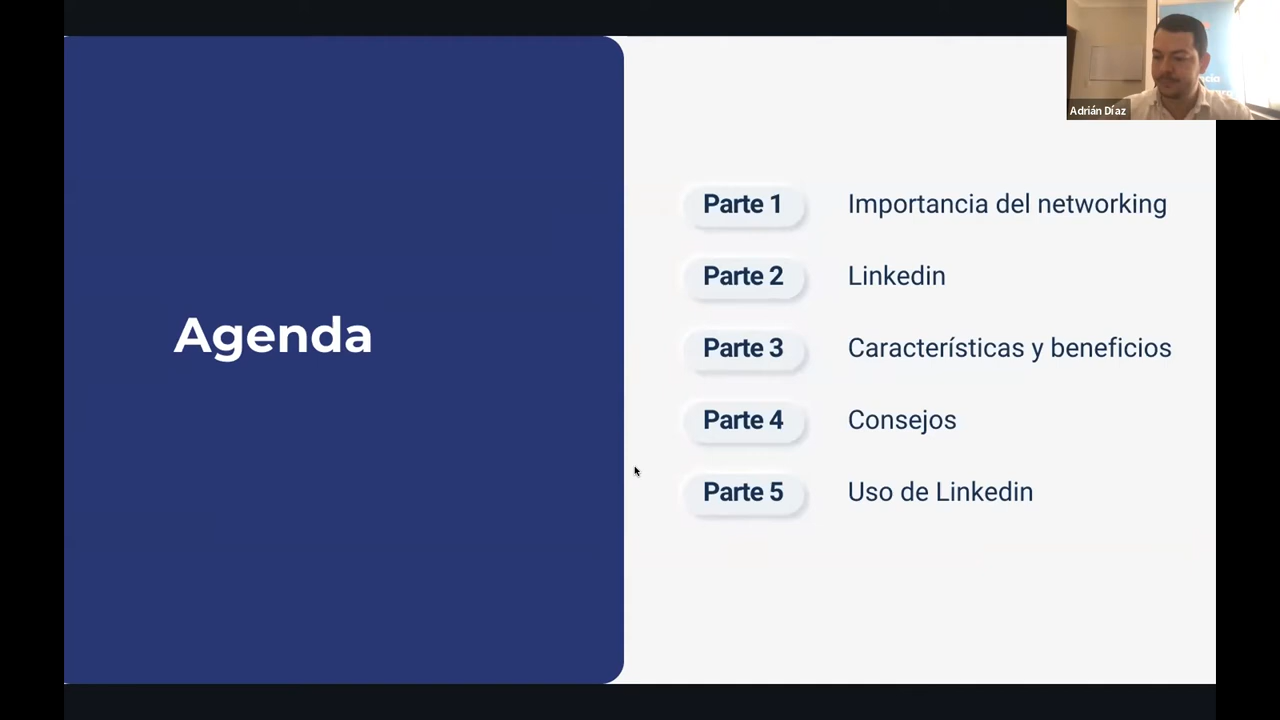 Adrián Díaz
Agenda
Parte 1 Importancia del networking
Parte 2 Linkedin
Parte 3 Características y beneficios
Parte 4 Consejos
Parte 5 Uso de Linkedin